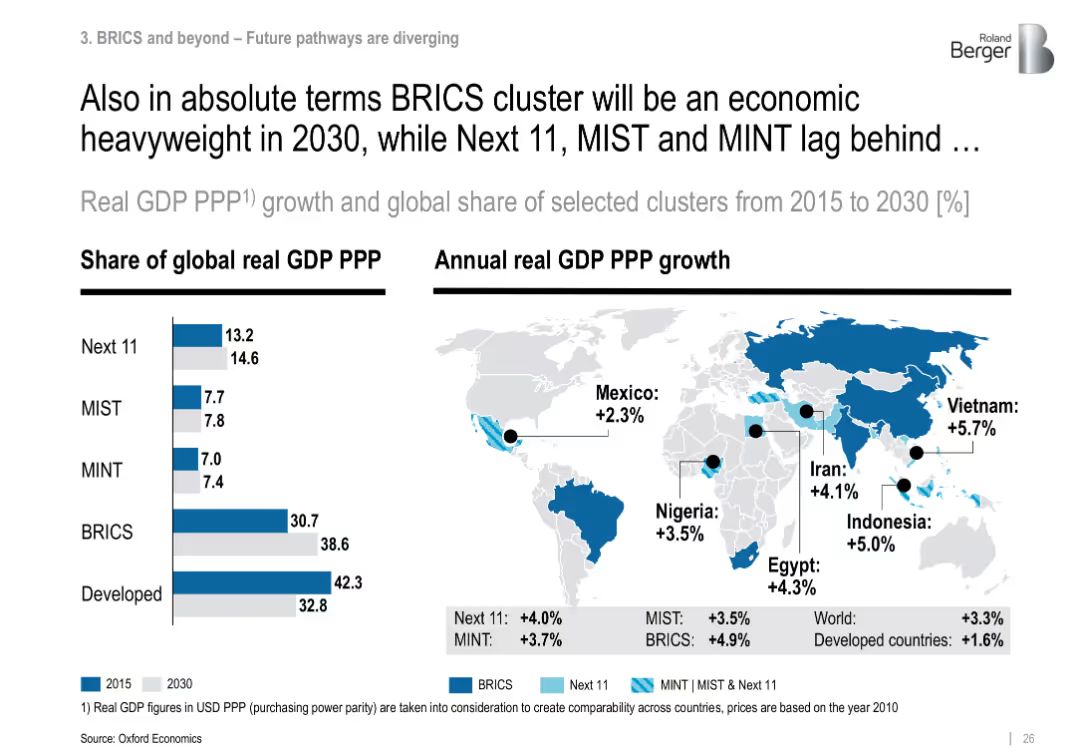 3. BRICS and beyond – Future pathways are diverging
Roland
Berger
Also in absolute terms BRICS cluster will be an economic
heavyweight in 2030, while Next 11, MIST and MINT lag behind …
Real GDP PPP1) growth and global share of selected clusters from 2015 to 2030 [%]
Share of global real GDP PPP
Next 11
13.2
14.6
MIST
7.7
7.8
MINT
7.0
7.4
BRICS
30.7
38.6
Developed
42.3
32.8
2015
2030
Annual real GDP PPP growth
Mexico:
+2.3%
Vietnam:
+5.7%
Iran:
+4.1%
Nigeria:
+3.5%
Indonesia:
+5.0%
Egypt:
+4.3%
Next 11: +4.0% MIST: +3.5% World: +3.3%
MINT: +3.7% BRICS: +4.9% Developed countries: +1.6%
BRICS
Next 11
MINT | MIST & Next 11
1) Real GDP figures in USD PPP (purchasing power parity) are taken into consideration to create comparability across countries, prices are based on the year 2010
Source: Oxford Economics
26